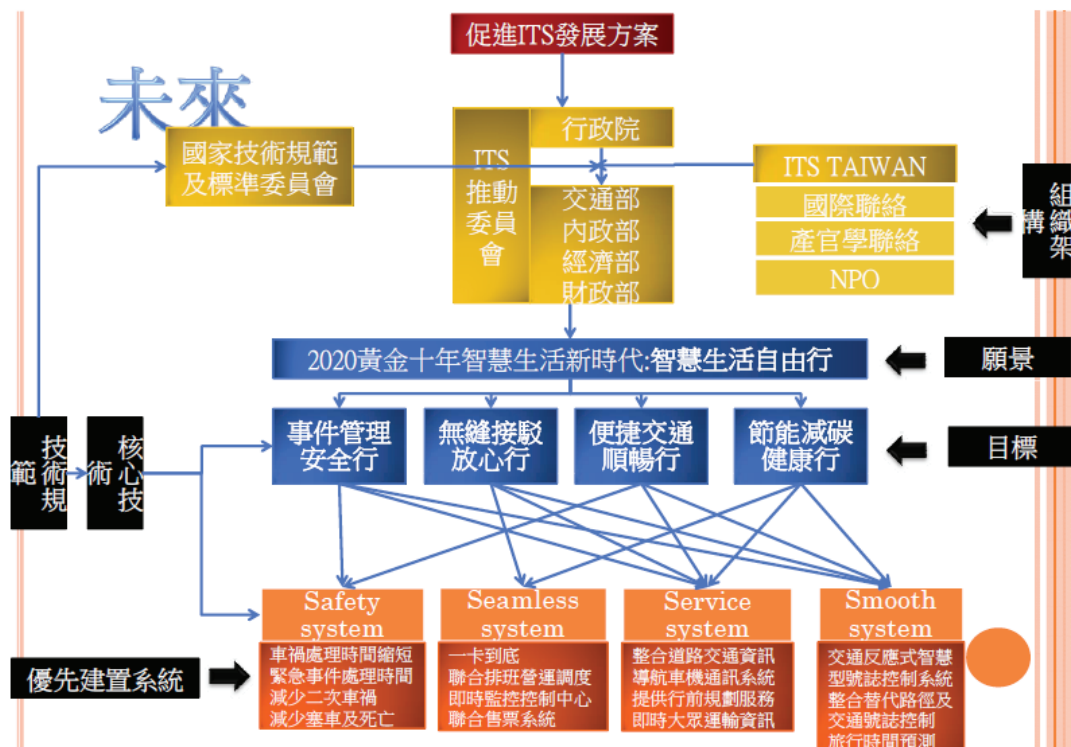 促進ITS發展方案
未來
國家技術規範
及標準委員會
ITS
推動
委員
會
行政院
交通部
內政部
經濟部
財政部
ITS TAIWAN
國際聯絡
產官學聯絡
NPO
組織架
構
2020黃金十年智慧生活新時代:智慧生活自由行
願景
事件管理
安全行
無縫接駁
放心行
便捷交通
順暢行
節能減碳
健康行
目標
技術規
範
核心技
術
Safety
system
車禍處理時間縮短
緊急事件處理時間
減少二次車禍
減少塞車及死亡
Seamless
system
一卡到底
聯合排班營運調度
即時監控控制中心
聯合售票系統
Service
system
整合道路交通資訊
導航車機通訊系統
提供行前規劃服務
即時大眾運輸資訊
Smooth
system
交通反應式智慧
型號誌控制系統
整合替代路徑及
交通號誌控制
旅行時間預測
優先建置系統